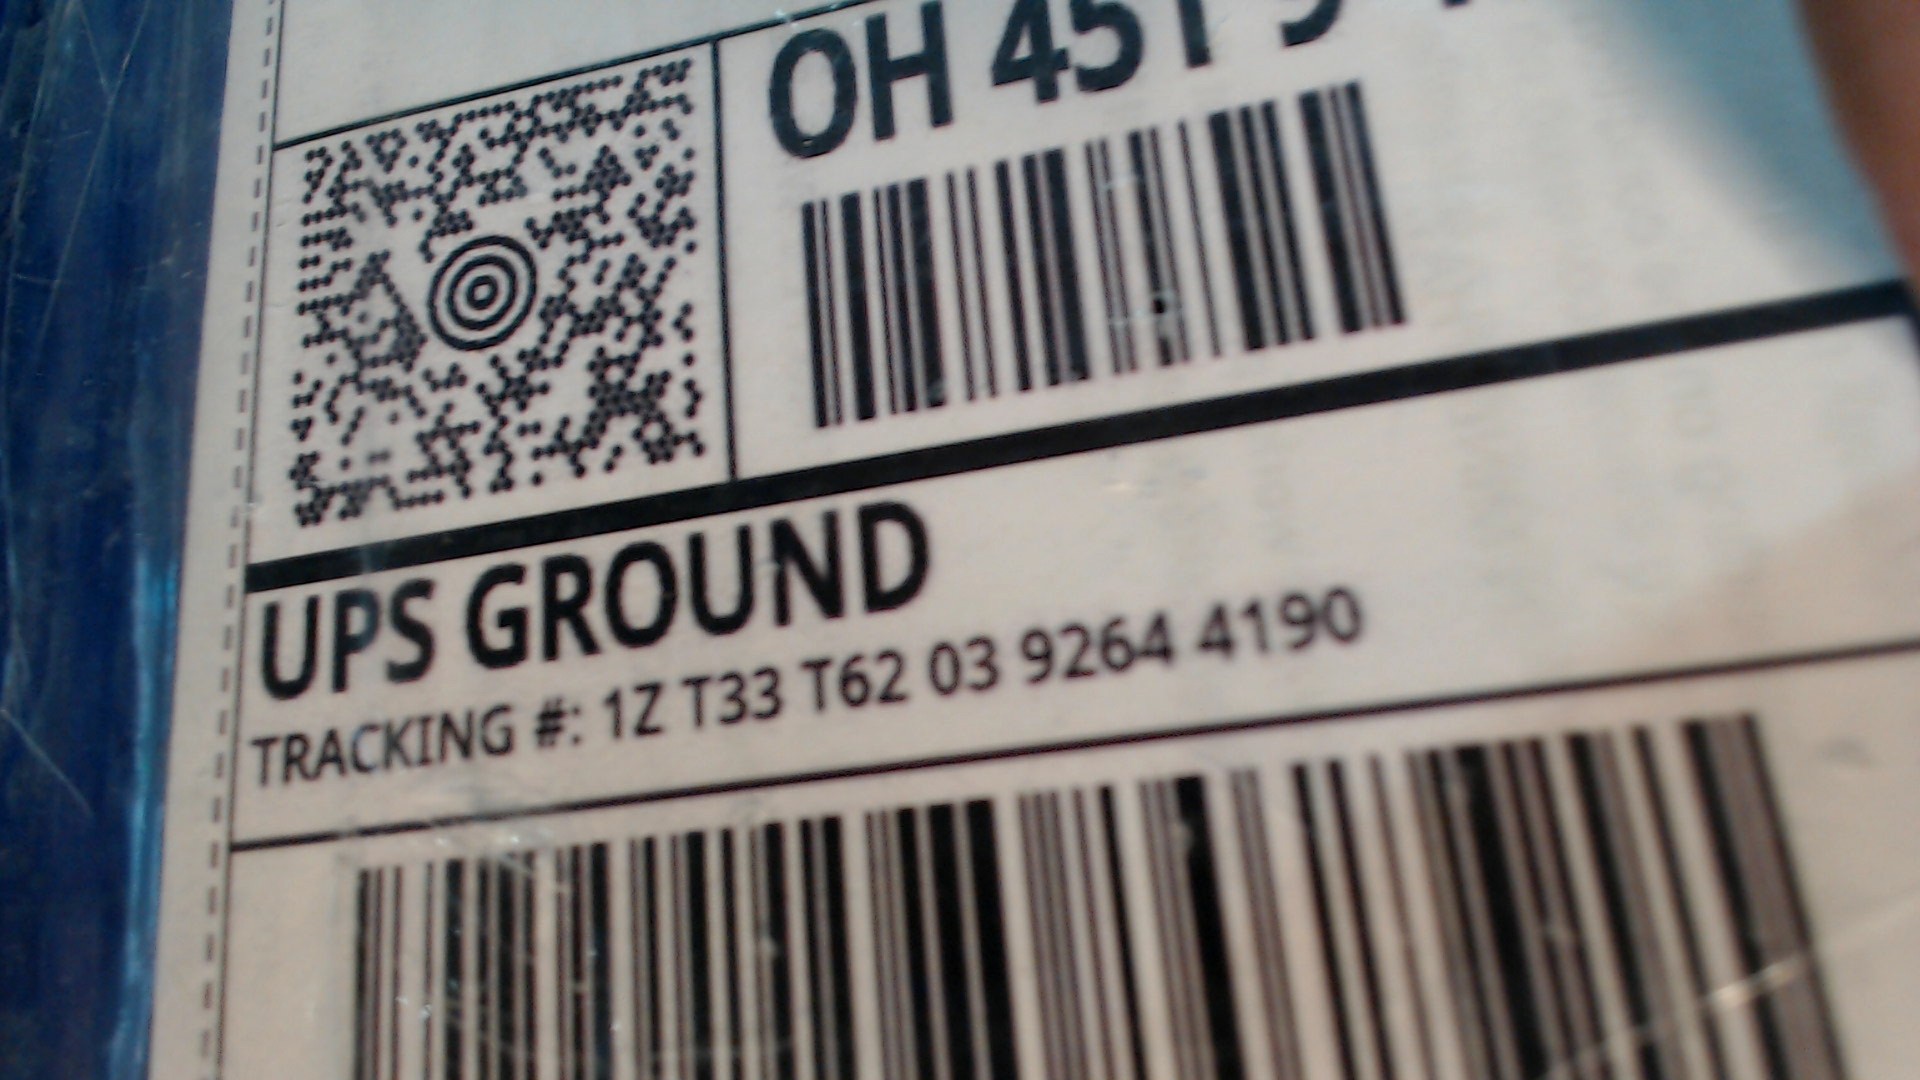 OH 451
UPS GROUND
TRACKING #: 1Z T33 T62 03 9264 4190